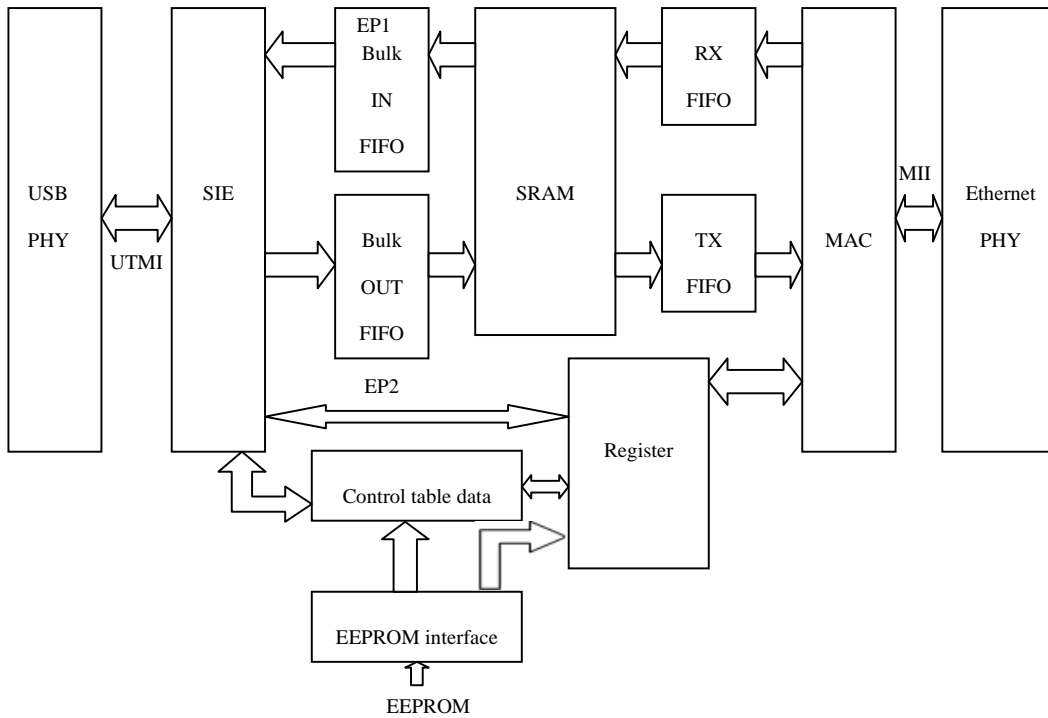 EP1
Bulk
IN
FIFO
RX
FIFO
USB
PHY
UTMI
SIE
SRAM
MAC
MII
Ethernet
PHY
Bulk
OUT
FIFO
TX
FIFO
EP2
Register
Control table data
EEPROM interface
EEPROM